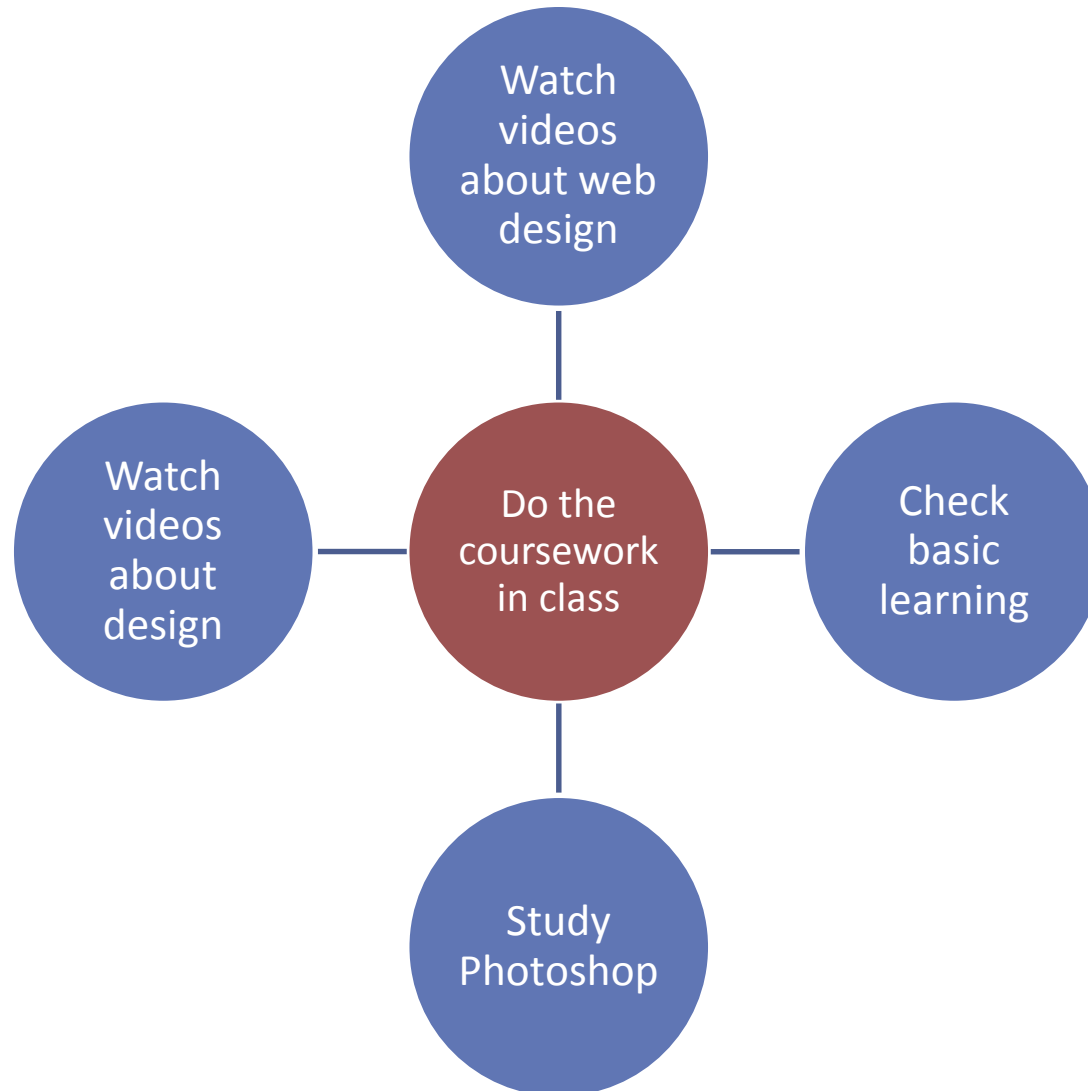 Watch
videos
about web
design
Watch
videos
about
design
Do the
coursework
in class
Check
basic
learning
Study
Photoshop